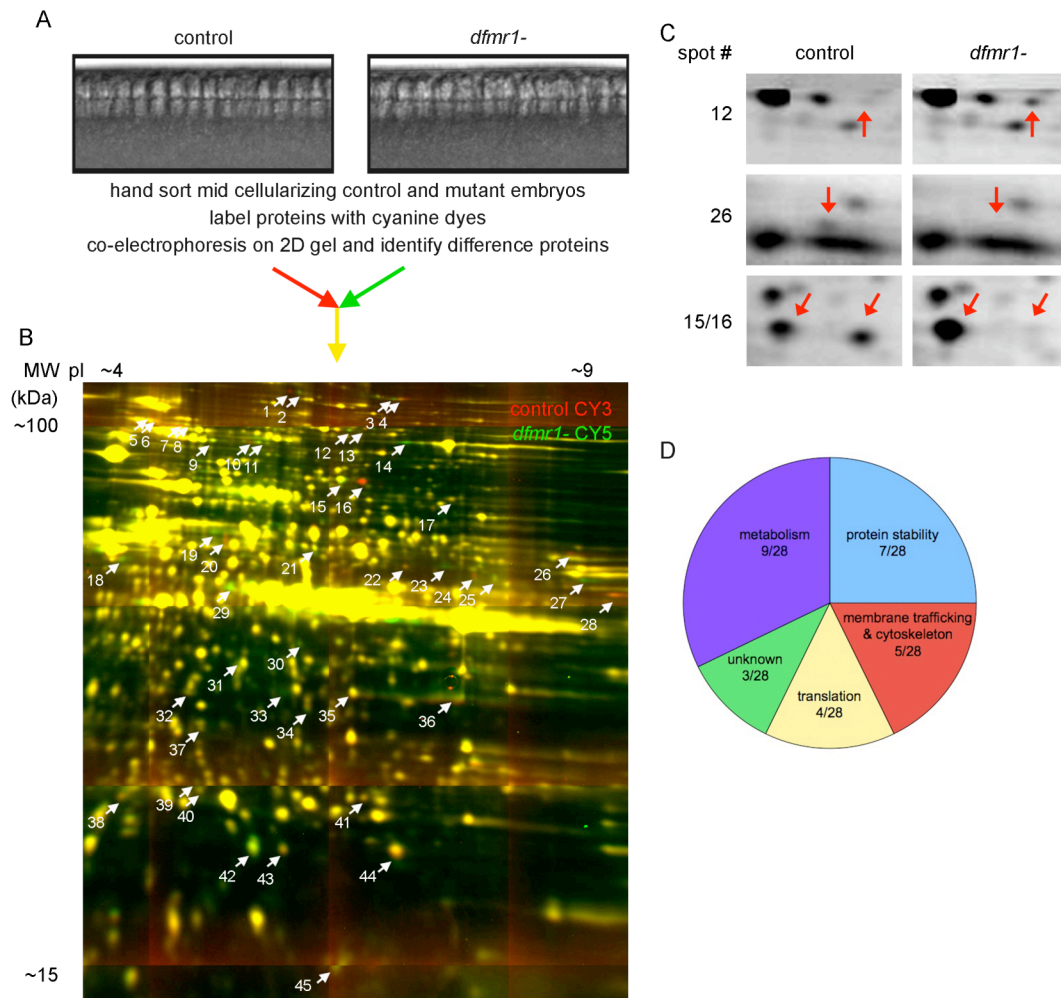 A
control
dfmr1-
hand sort mid cellularizing control and mutant embryos
label proteins with cyanine dyes
co-electrophoresis on 2D gel and identify difference proteins
B
MW pI ~4 ~9
(kDa)
~100
~15
control CY3
dfmr1- CY5
1
2
3
4
5
6
7
8
9
10
11
12
13
14
15
16
17
18
19
20
21
22
23
24
25
26
27
28
29
30
31
32
33
34
35
36
37
38
39
40
41
42
43
44
45
C
spot # control dfmr1-
12
26
15/16
D
metabolism
9/28
protein stability
7/28
membrane trafficking
& cytoskeleton
5/28
unknown
3/28
translation
4/28